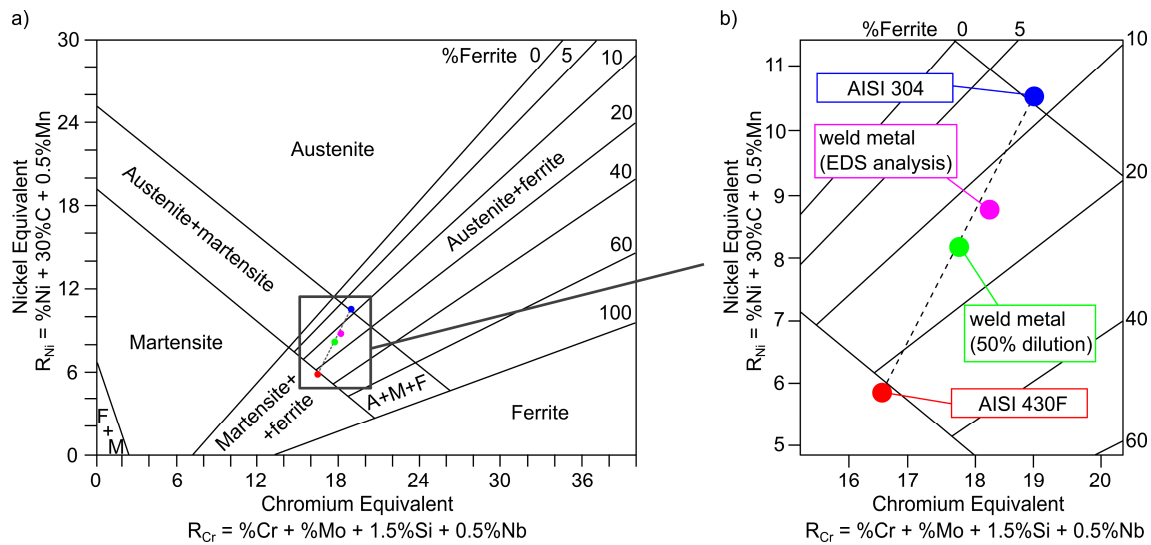 a)
30
24
18
12
6
0
Nickel Equivalent
R_Ni = %Ni + 30%C + 0.5%Mn
%Ferrite 0 5
10
20
40
60
100
Austenite
Austenite+martensite
Austenite+ferrite
Martensite
Martensite+
+ferrite
A+M+F
Ferrite
F
+
M
0 6 12 18 24 30 36
Chromium Equivalent
R_Cr = %Cr + %Mo + 1.5%Si + 0.5%Nb
b)
%Ferrite 0 5
10
20
40
60
11
10
9
8
7
6
5
Nickel Equivalent
R_Ni = %Ni + 30%C + 0.5%Mn
AISI 304
weld metal
(EDS analysis)
weld metal
(50% dilution)
AISI 430F
16 17 18 19 20
Chromium Equivalent
R_Cr = %Cr + %Mo + 1.5%Si + 0.5%Nb